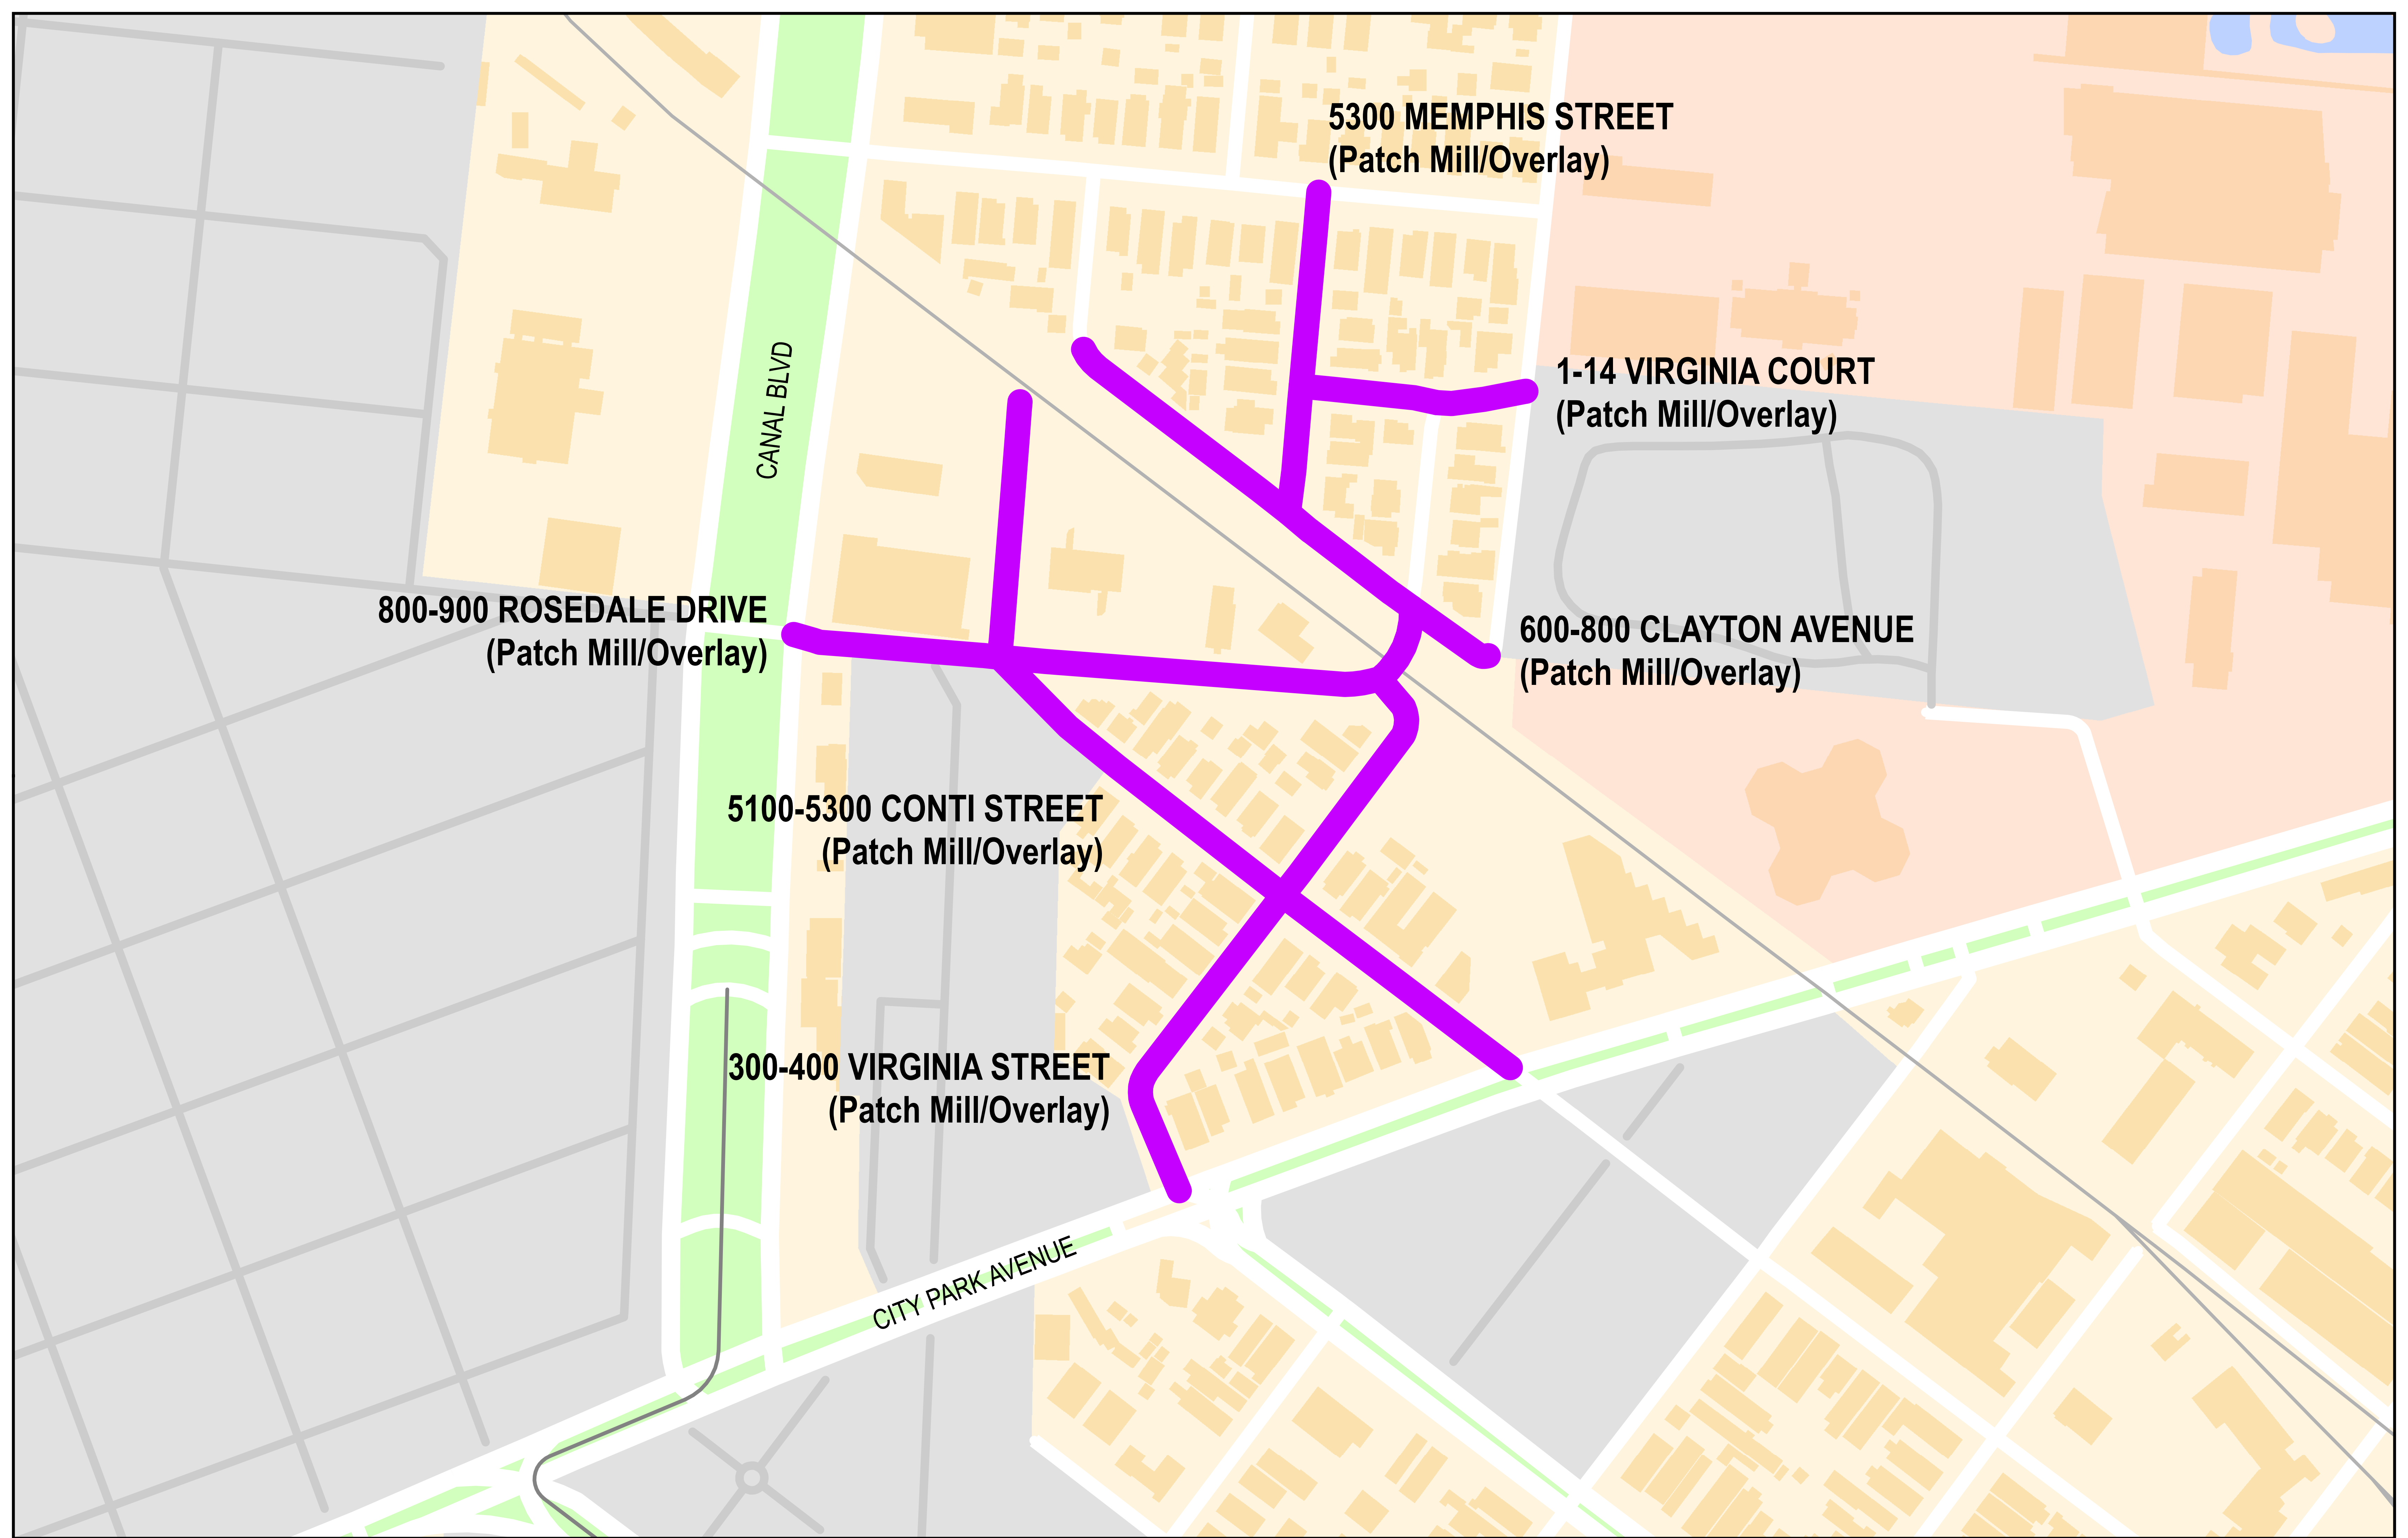 5300 MEMPHIS STREET
(Patch Mill/Overlay)
CANAL BLVD
1-14 VIRGINIA COURT
(Patch Mill/Overlay)
800-900 ROSEDALE DRIVE
(Patch Mill/Overlay)
600-800 CLAYTON AVENUE
(Patch Mill/Overlay)
5100-5300 CONTI STREET
(Patch Mill/Overlay)
300-400 VIRGINIA STREET
(Patch Mill/Overlay)
CITY PARK AVENUE